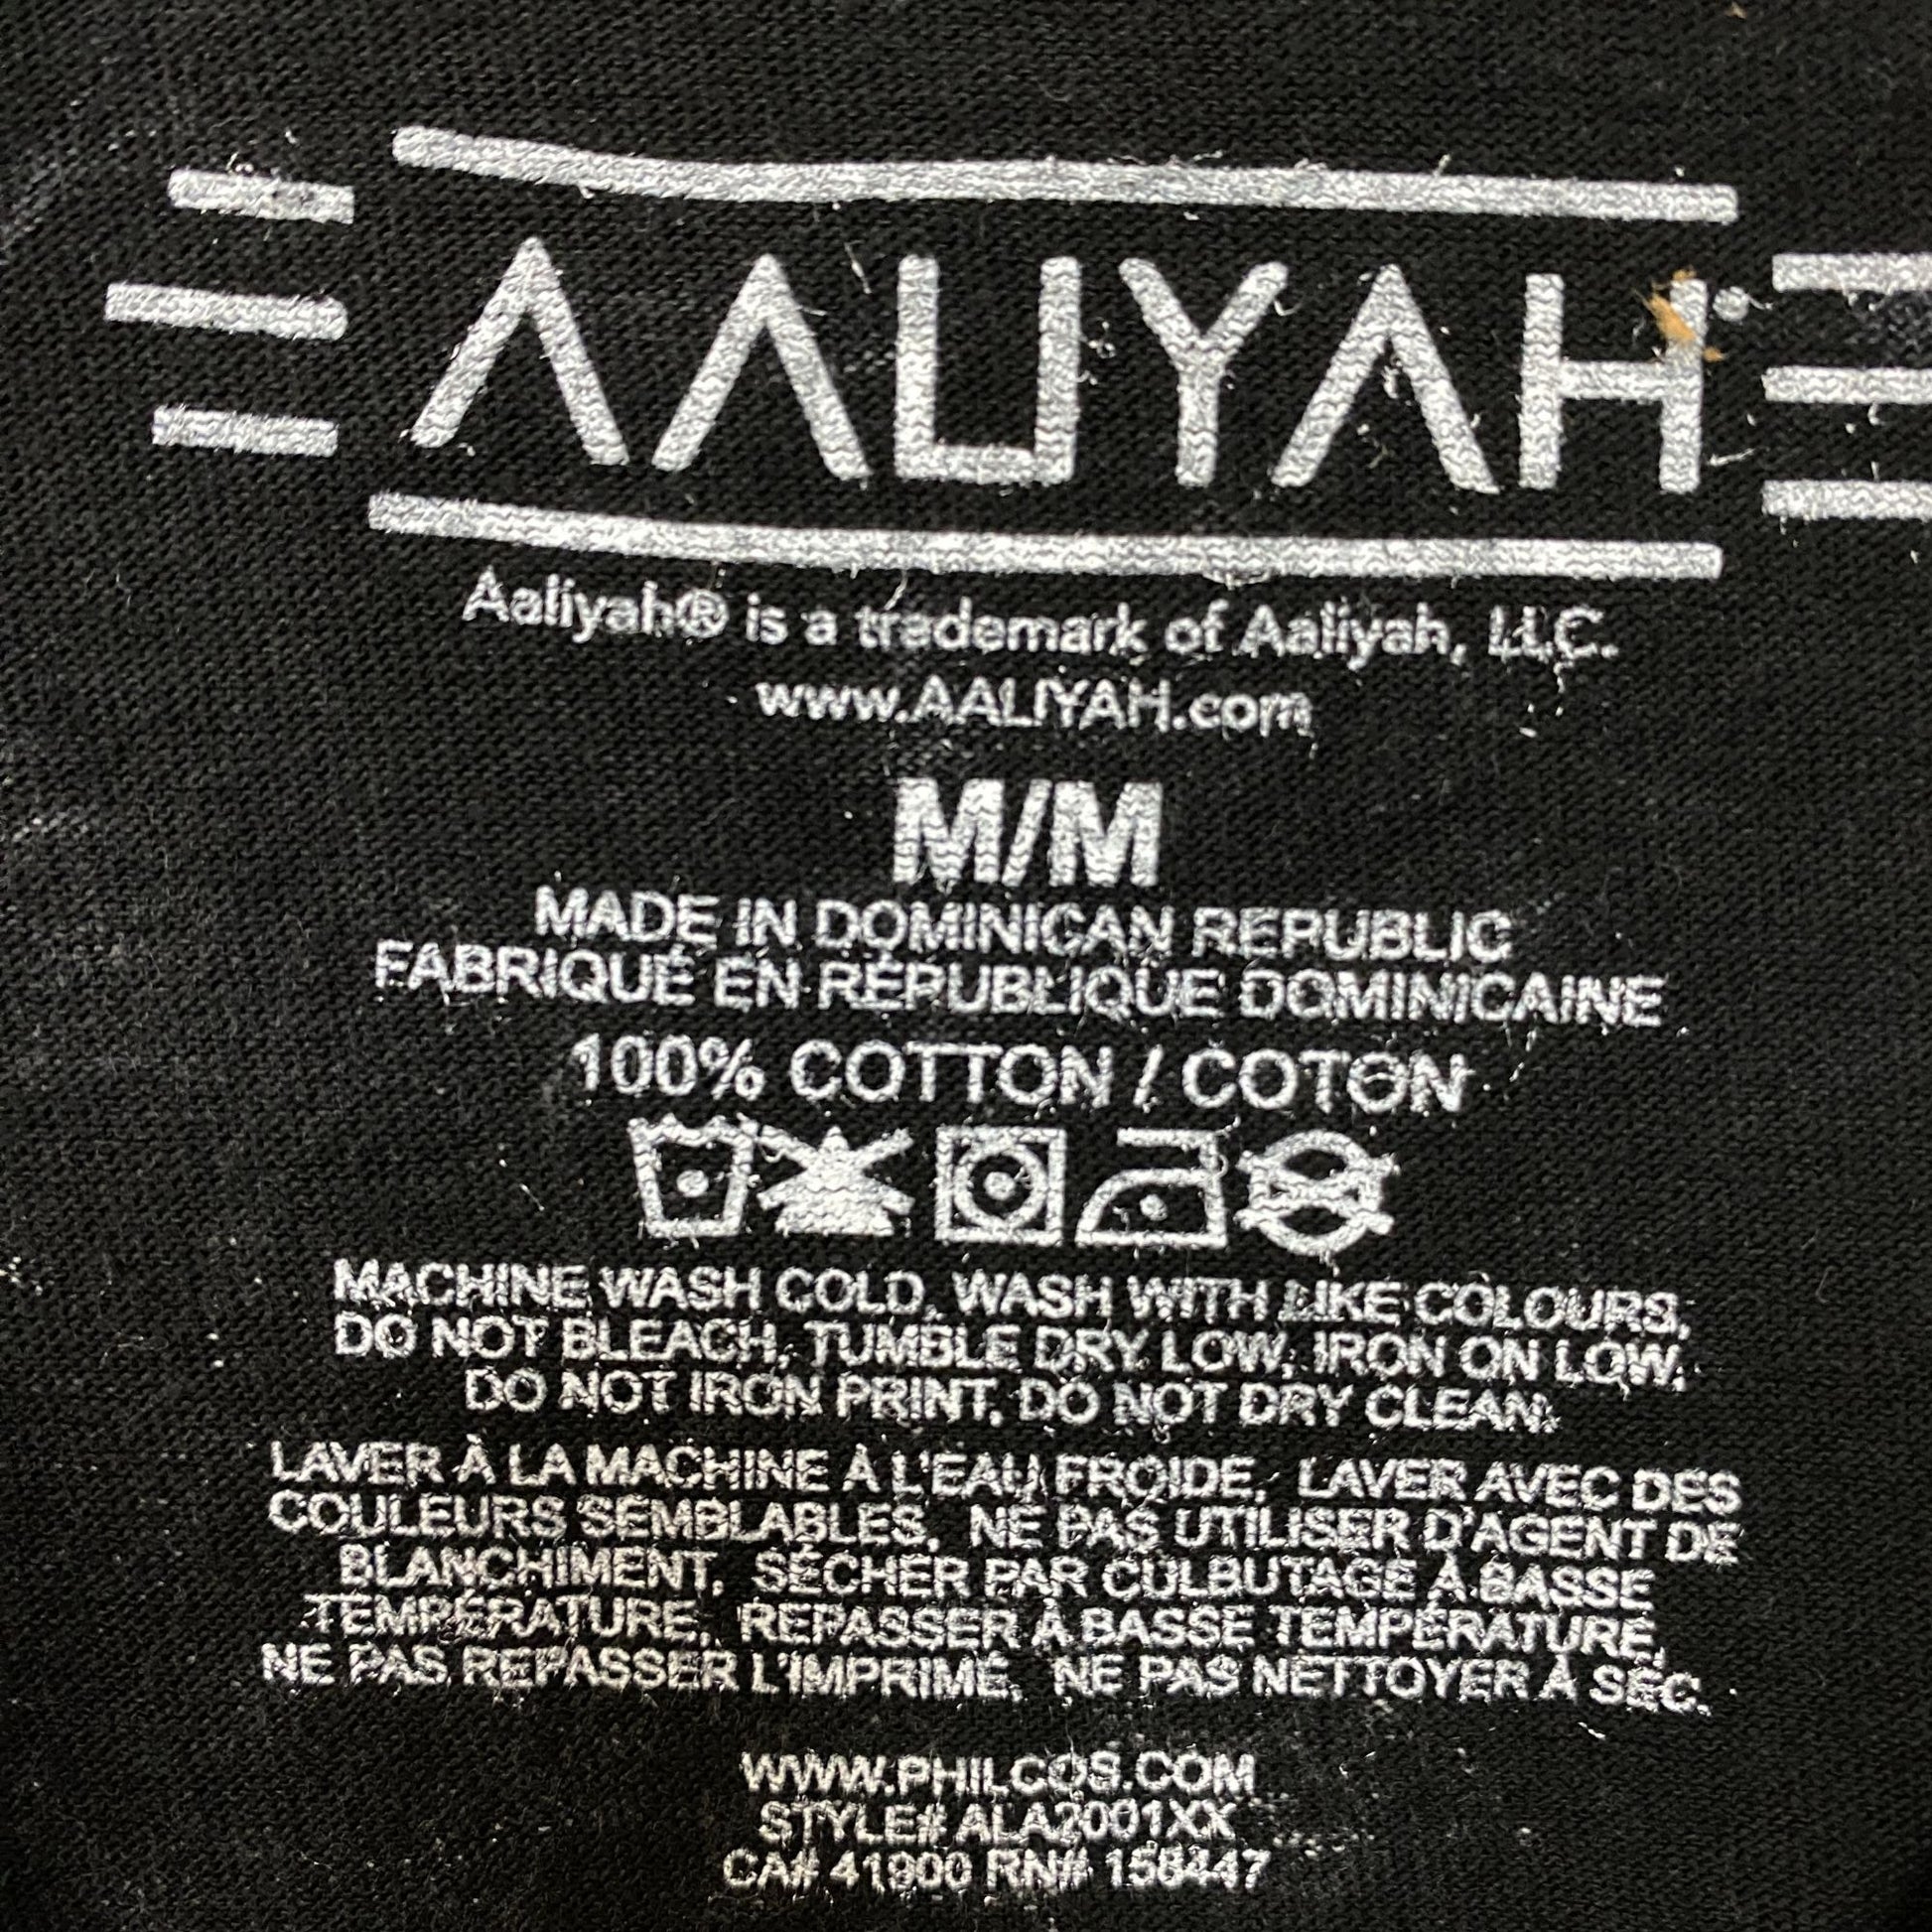 AALIYAH
Aaliyah® is a trademark of Aaliyah, LLC.
www.AALIYAH.com
M/M
MADE IN DOMINICAN REPUBLIC
FABRIQUÉ EN RÉPUBLIQUE DOMINICAINE
100% COTTON / COTON
MACHINE WASH COLD, WASH WITH LIKE COLOURS,
DO NOT BLEACH, TUMBLE DRY LOW, IRON ON LOW,
DO NOT IRON PRINT, DO NOT DRY CLEAN.
LAVER À LA MACHINE À L'EAU FROIDE, LAVER AVEC DES
COULEURS SEMBLABLES, NE PAS UTILISER D'AGENT DE
BLANCHIMENT, SÉCHER PAR CULBUTAGE À BASSE
TEMPÉRATURE, REPASSER À BASSE TEMPÉRATURE,
NE PAS REPASSER L'IMPRIMÉ, NE PAS NETTOYER À SEC.
WWW.PHILCOS.COM
STYLE# ALA2001XX
CA# 41900 RN# 158447